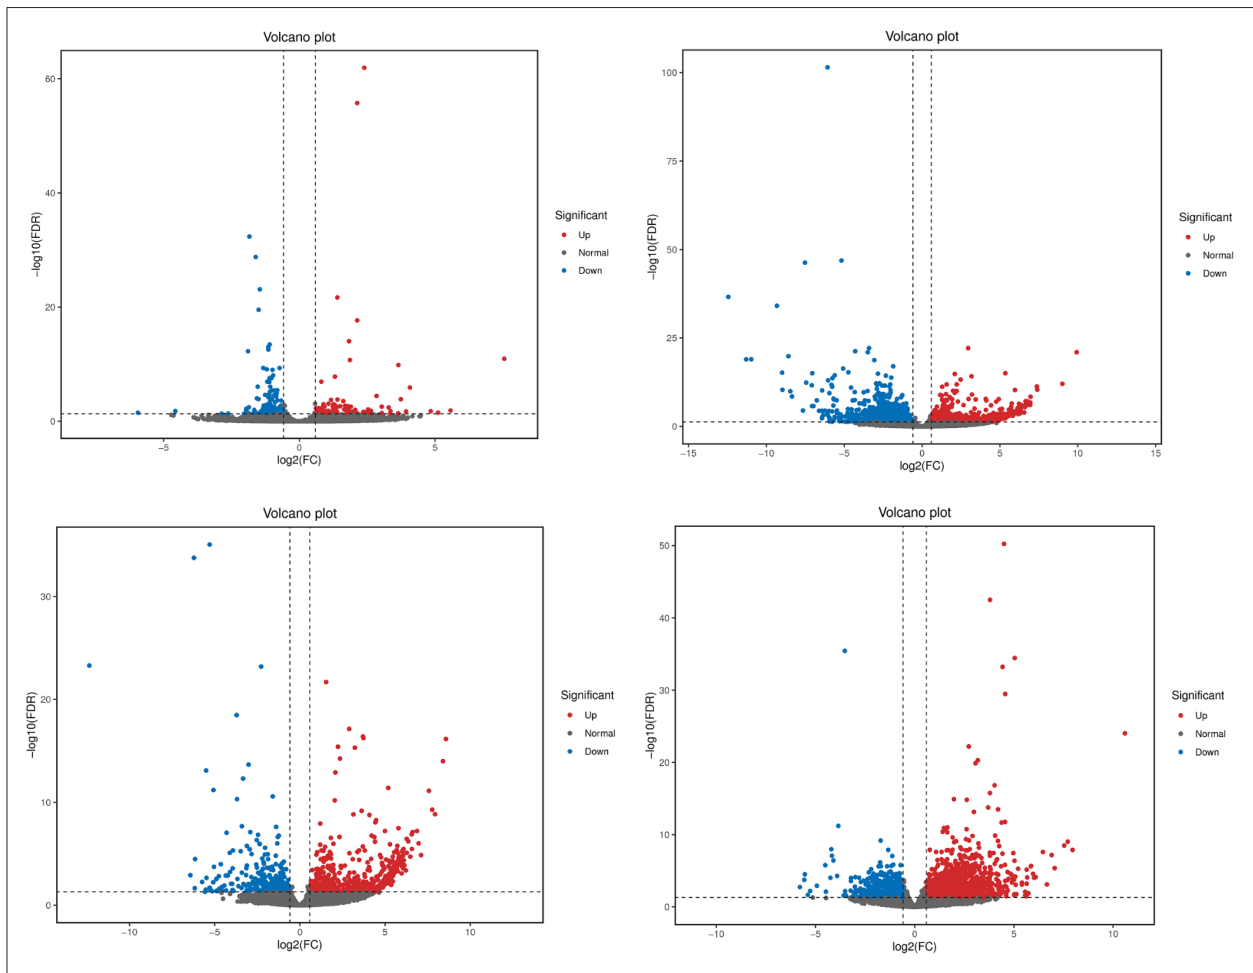 Volcano plot
60
40
20
0
−5
0
5
−log10(FDR)
log2(FC)
Significant
Up
Normal
Down
Volcano plot
100
75
50
25
0
−15
−10
−5
0
5
10
15
−log10(FDR)
log2(FC)
Significant
Up
Normal
Down
Volcano plot
30
20
10
0
−10
−5
0
5
10
−log10(FDR)
log2(FC)
Significant
Up
Normal
Down
Volcano plot
50
40
30
20
10
0
−10
−5
0
5
10
−log10(FDR)
log2(FC)
Significant
Up
Normal
Down